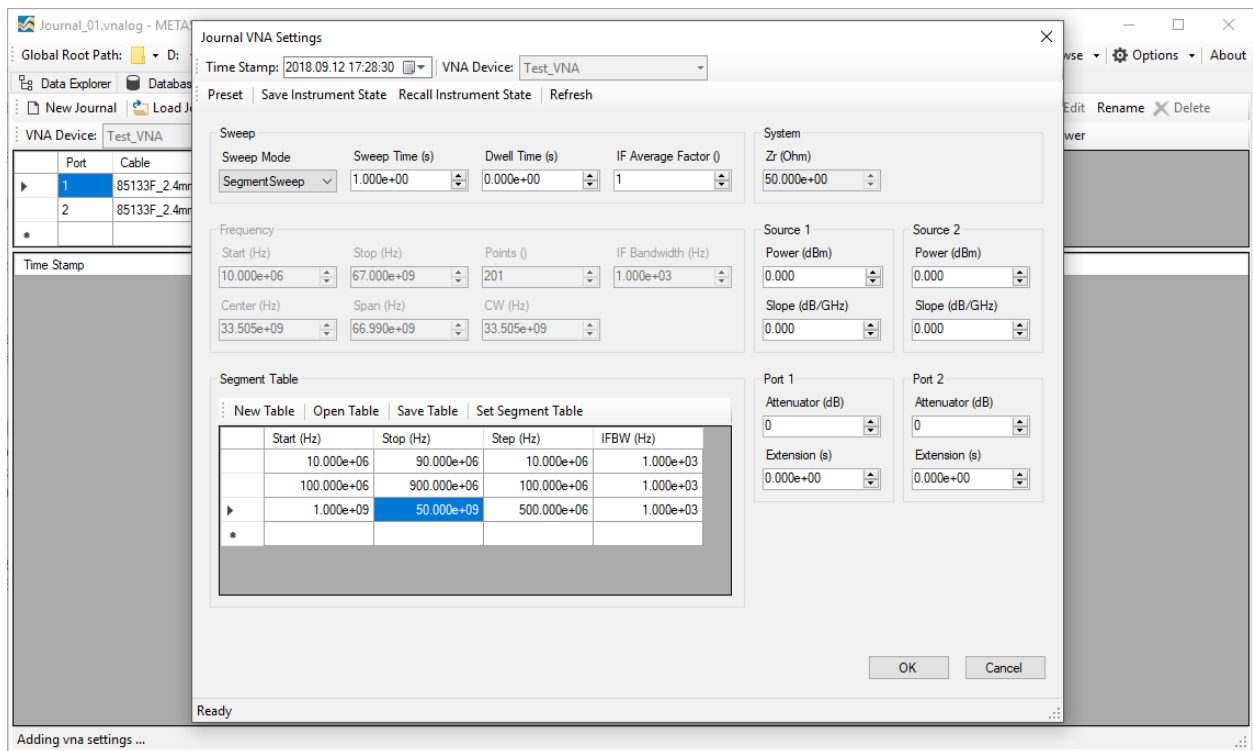 Journal_01.vnalog - META
Global Root Path: D: Options About
Data Explorer Databas
New Journal Load Edit Rename Delete
VNA Device: Test_VNA
Port Cable
1 85133F_2.4m
2 85133F_2.4m
*
Time Stamp
Journal VNA Settings
Time Stamp: 2018.09.12 17:28:30 VNA Device: Test_VNA
Preset Save Instrument State Recall Instrument State Refresh
Sweep
Sweep Mode Sweep Time (s) Dwell Time (s) IF Average Factor ()
SegmentSweep 1.000e+00 0.000e+00 1
System
Zr (Ohm)
50.000e+00
Frequency
Start (Hz) Stop (Hz) Points () IF Bandwidth (Hz)
10.000e+06 67.000e+09 201 1.000e+03
Center (Hz) Span (Hz) CW (Hz)
33.505e+09 66.990e+09 33.505e+09
Source 1 Source 2
Power (dBm) Power (dBm)
0.000 0.000
Slope (dB/GHz) Slope (dB/GHz)
0.000 0.000
Segment Table
New Table Open Table Save Table Set Segment Table
Start (Hz) Stop (Hz) Step (Hz) IFBW (Hz)
10.000e+06 90.000e+06 10.000e+06 1.000e+03
100.000e+06 900.000e+06 100.000e+06 1.000e+03
1.000e+09 50.000e+09 500.000e+06 1.000e+03
*
Port 1 Port 2
Attenuator (dB) Attenuator (dB)
0 0
Extension (s) Extension (s)
0.000e+00 0.000e+00
OK Cancel
Ready
Adding vna settings ...